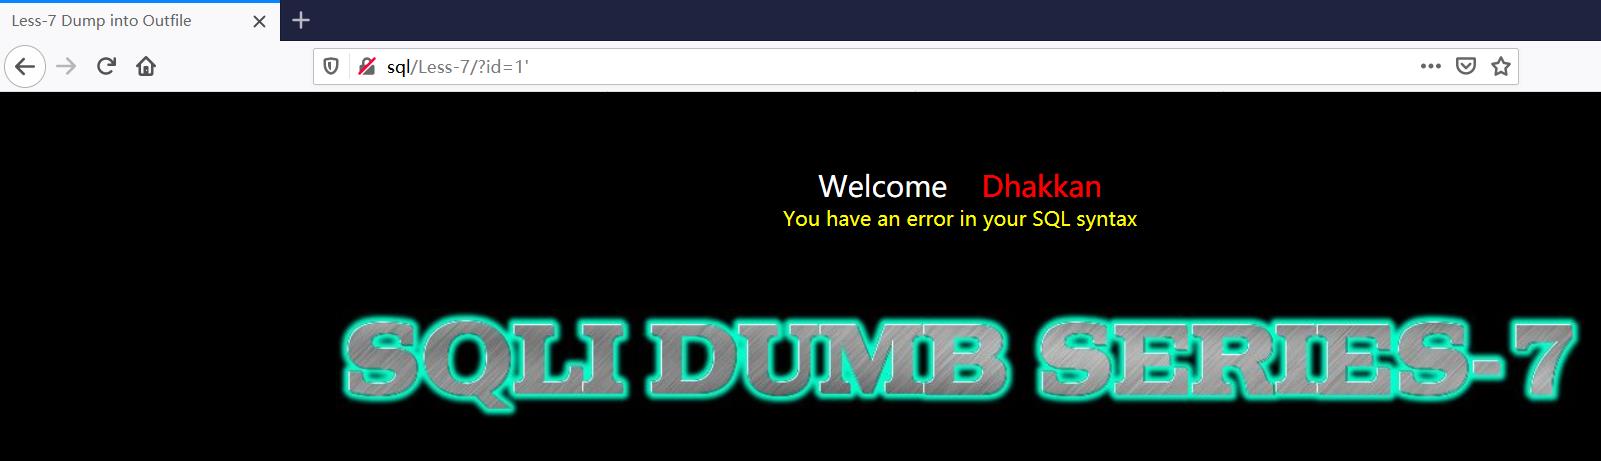 Less-7 Dump into Outfile
sql/Less-7/?id=1'
Welcome Dhakkan
You have an error in your SQL syntax
SQLI DUMB SERIES-7